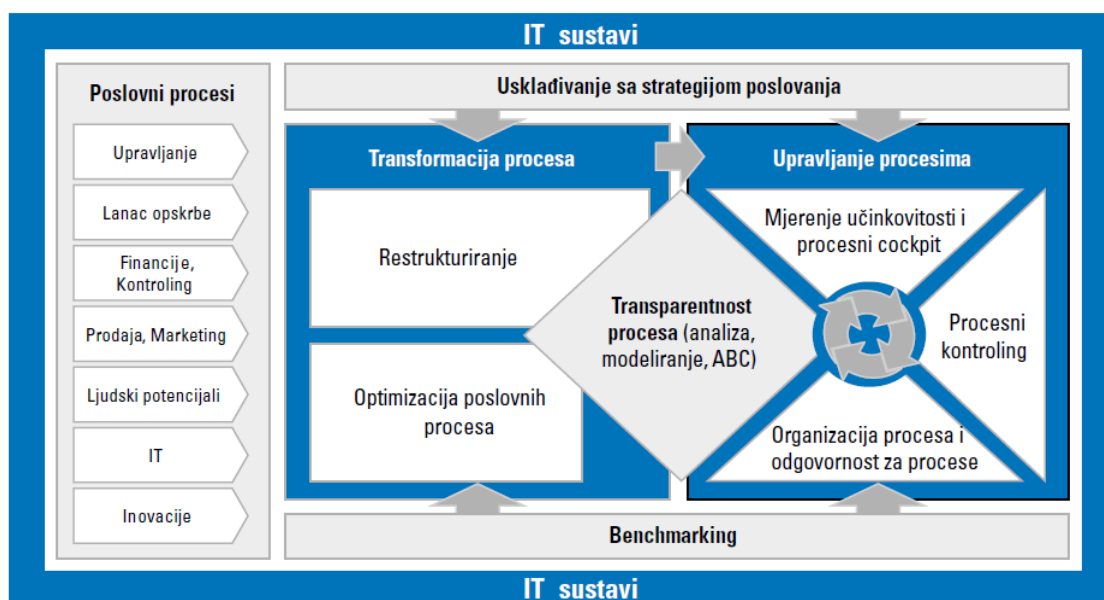 IT sustavi
Poslovni procesi
Upravljanje
Lanac opskrbe
Financije,
Kontroling
Prodaja, Marketing
Ljudski potencijali
IT
Inovacije
Usklađivanje sa strategijom poslovanja
Transformacija procesa
Restrukturiranje
Optimizacija poslovnih
procesa
Transparentnost
procesa (analiza,
modeliranje, ABC)
Upravljanje procesima
Mjerenje učinkovitosti i
procesni cockpit
Procesni
kontroling
Organizacija procesa i
odgovornost za procese
Benchmarking
IT sustavi